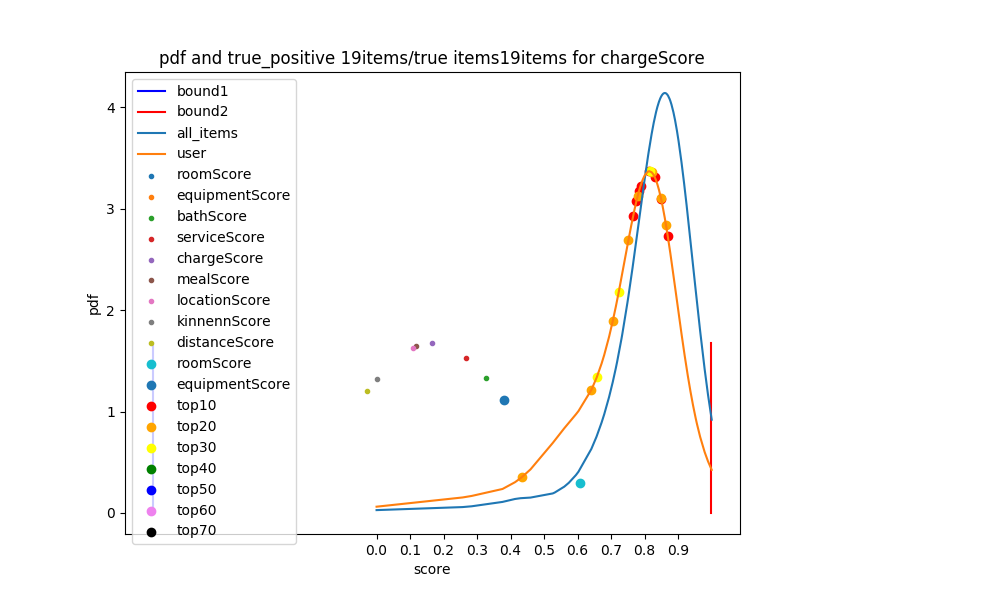 pdf and true_positive 19items/true items19items for chargeScore
bound1
bound2
all_items
user
roomScore
equipmentScore
bathScore
serviceScore
chargeScore
mealScore
locationScore
kinnennScore
distanceScore
roomScore
equipmentScore
top10
top20
top30
top40
top50
top60
top70
pdf
4
3
2
1
0
0.0 0.1 0.2 0.3 0.4 0.5 0.6 0.7 0.8 0.9
score